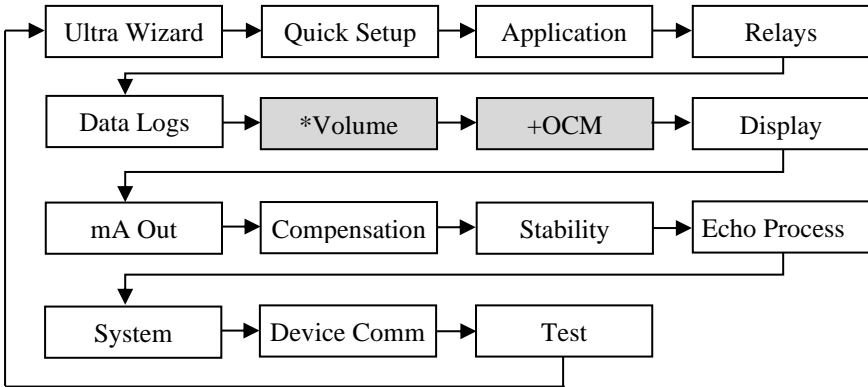 Ultra Wizard
Quick Setup
Application
Relays
Data Logs
*Volume
+OCM
Display
mA Out
Compensation
Stability
Echo Process
System
Device Comm
Test